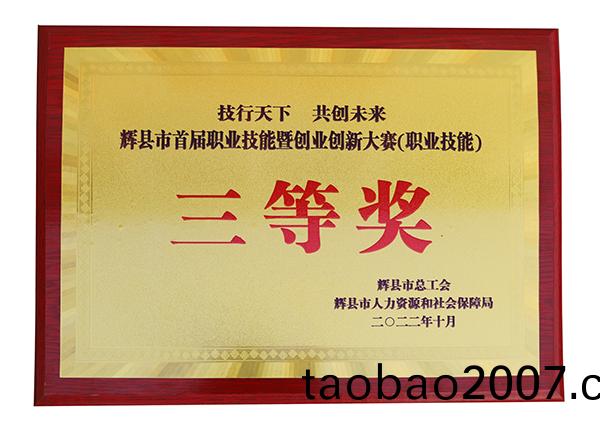 技行天下 共创未来
辉县市首届职业技能暨创业创新大赛(职业技能)
三等奖
辉县市总工会
辉县市人力资源和社会保障局
二〇二二年十月
taobao2007.c